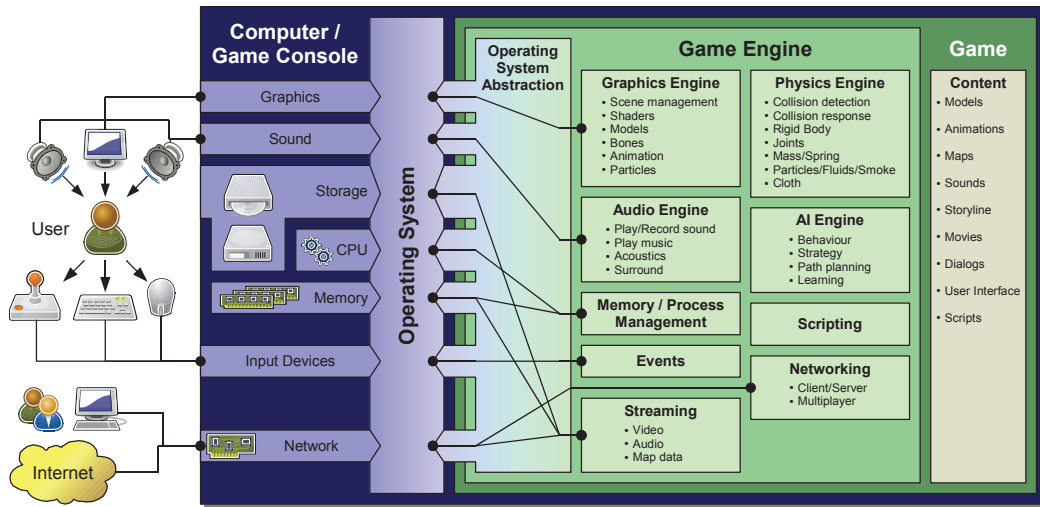 Computer /
Game Console
Graphics
Sound
Storage
CPU
Memory
Input Devices
Network
User
Internet
Operating System
Operating
System
Abstraction
Game Engine
Graphics Engine
• Scene management
• Shaders
• Models
• Bones
• Animation
• Particles
Physics Engine
• Collision detection
• Collision response
• Rigid Body
• Joints
• Mass/Spring
• Particles/Fluids/Smoke
• Cloth
Audio Engine
• Play/Record sound
• Play music
• Acoustics
• Surround
AI Engine
• Behaviour
• Strategy
• Path planning
• Learning
Memory / Process
Management
Scripting
Events
Networking
• Client/Server
• Multiplayer
Streaming
• Video
• Audio
• Map data
Game
Content
• Models
• Animations
• Maps
• Sounds
• Storyline
• Movies
• Dialogs
• User Interface
• Scripts